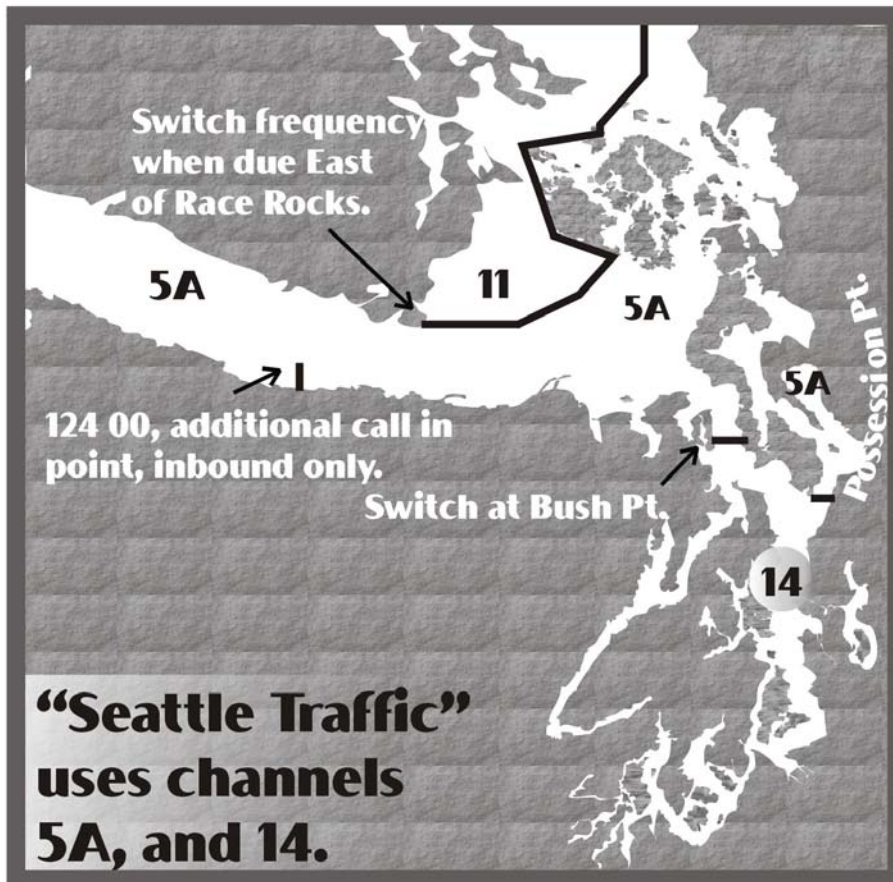 Switch frequency
when due East
of Race Rocks.
5A
11
5A
5A
Possession Pt.
124 00, additional call in
point, inbound only.
Switch at Bush Pt.
14
“Seattle Traffic”
uses channels
5A, and 14.